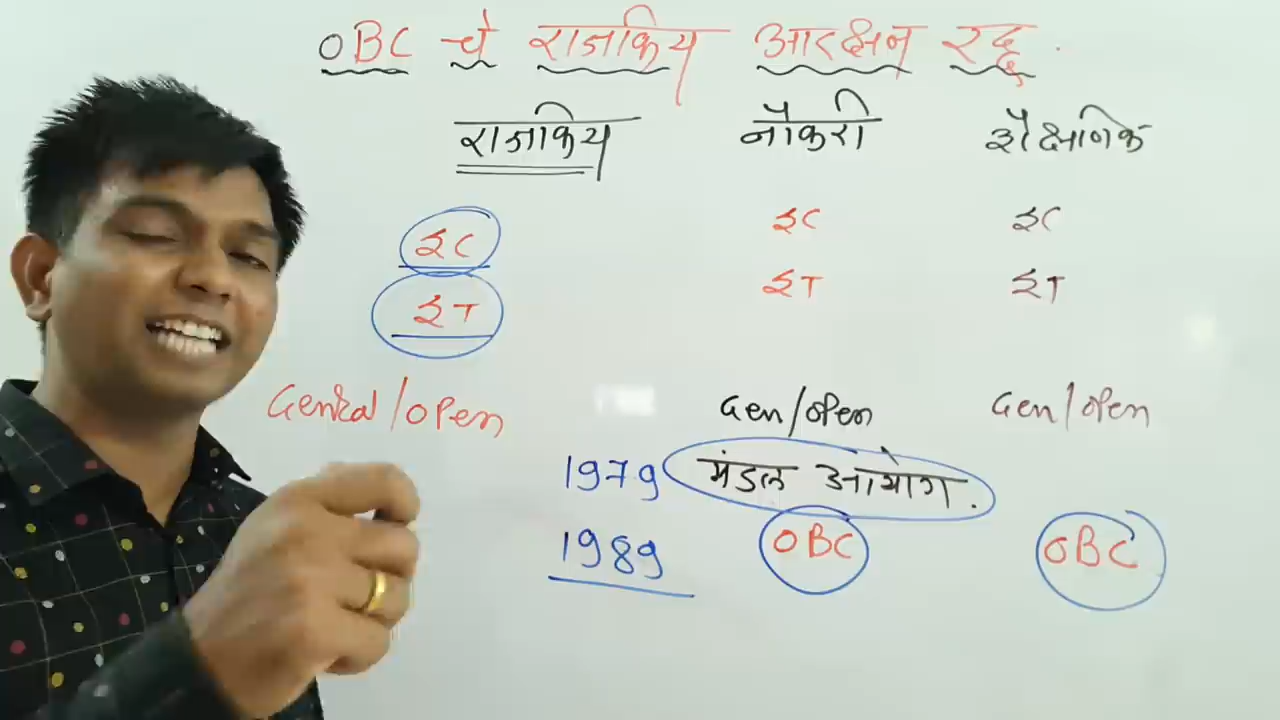 OBC चे राजकिय आरक्षन रद्द.
राजकिय नौकरी शैक्षणिक
SC SC SC
ST ST ST
Genral/open Gen/open Gen/open
1979 मंडल आयोग.
1989 OBC OBC